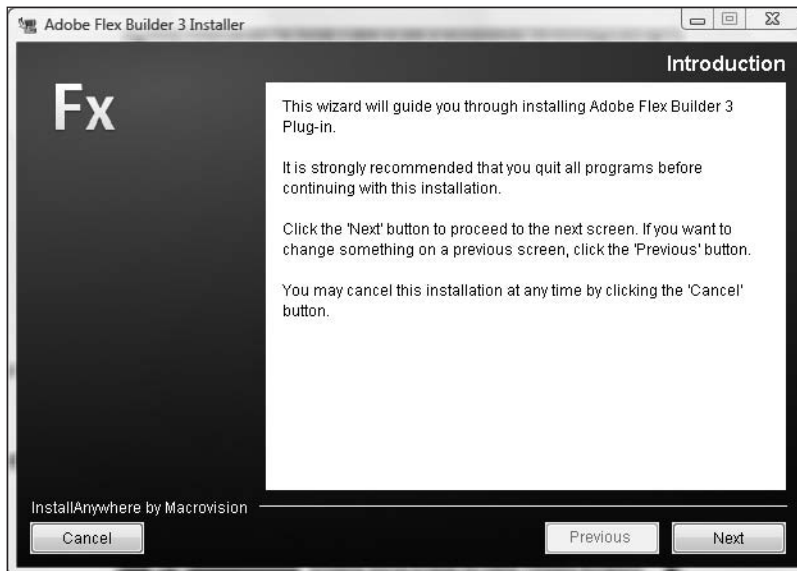 Adobe Flex Builder 3 Installer
Introduction
Fx
This wizard will guide you through installing Adobe Flex Builder 3
Plug-in.
It is strongly recommended that you quit all programs before
continuing with this installation.
Click the 'Next' button to proceed to the next screen. If you want to
change something on a previous screen, click the 'Previous' button.
You may cancel this installation at any time by clicking the 'Cancel'
button.
InstallAnywhere by Macrovision
Cancel
Previous
Next